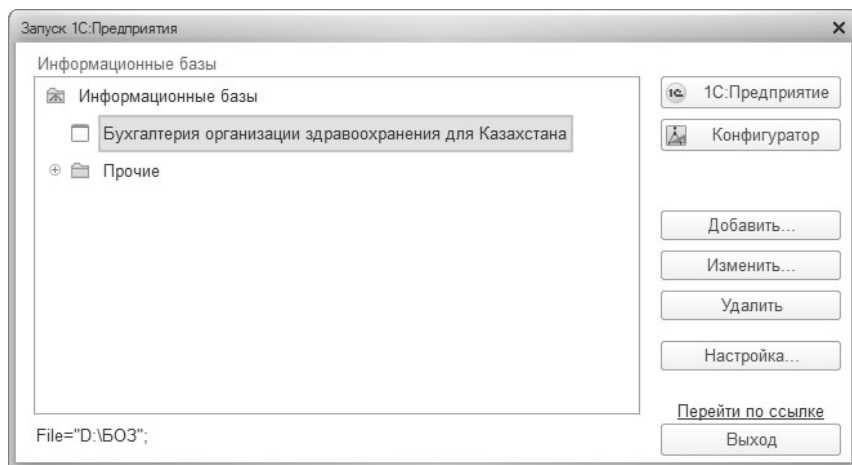 Запуск 1С:Предприятия
Информационные базы
Информационные базы
Бухгалтерия организации здравоохранения для Казахстана
Прочие
File="D:\БОЗ";
1С 1С:Предприятие
Конфигуратор
Добавить...
Изменить...
Удалить
Настройка...
Перейти по ссылке
Выход